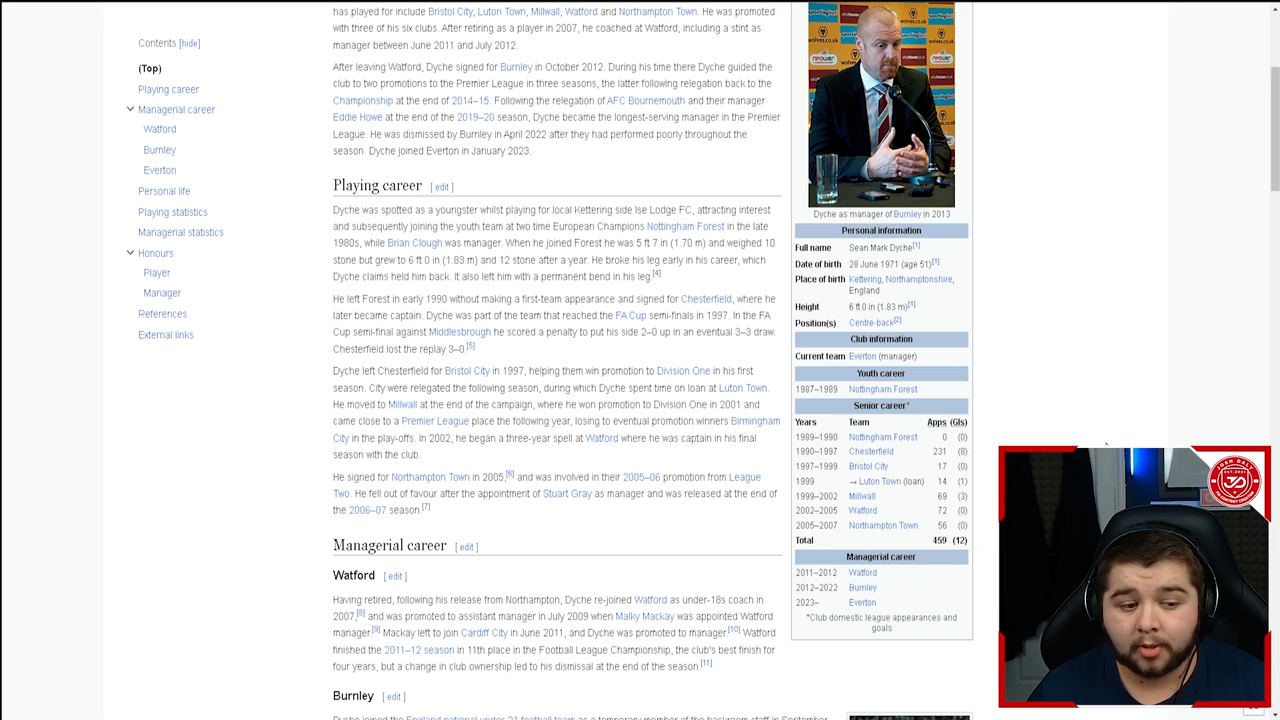 Contents [hide]
(Top)
Playing career
Managerial career
Watford
Burnley
Everton
Personal life
Playing statistics
Managerial statistics
Honours
Player
Manager
References
External links
has played for include Bristol City, Luton Town, Millwall, Watford and Northampton Town. He was promoted
with three of his six clubs. After retiring as a player in 2007, he coached at Watford, including a stint as
manager between June 2011 and July 2012.
After leaving Watford, Dyche signed for Burnley in October 2012. During his time there Dyche guided the
club to two promotions to the Premier League in three seasons, the latter following relegation back to the
Championship at the end of 2014–15. Following the relegation of AFC Bournemouth and their manager
Eddie Howe at the end of the 2019–20 season, Dyche became the longest-serving manager in the Premier
League. He was dismissed by Burnley in April 2022 after they had performed poorly throughout the
season. Dyche joined Everton in January 2023.
Playing career [ edit ]
Dyche was spotted as a youngster whilst playing for local Kettering side Ise Lodge FC, attracting interest
and subsequently joining the youth team at two time European Champions Nottingham Forest in the late
1980s, while Brian Clough was manager. When he joined Forest he was 5 ft 7 in (1.70 m) and weighed 10
stone but grew to 6 ft 0 in (1.83 m) and 12 stone after a year. He broke his leg early in his career, which
Dyche claims held him back. It also left him with a permanent bend in his leg.[4]
He left Forest in early 1990 without making a first-team appearance and signed for Chesterfield, where he
later became captain. Dyche was part of the team that reached the FA Cup semi-finals in 1997. In the FA
Cup semi-final against Middlesbrough he scored a penalty to put his side 2–0 up in an eventual 3–3 draw.
Chesterfield lost the replay 3–0.[5]
Dyche left Chesterfield for Bristol City in 1997, helping them win promotion to Division One in his first
season. City were relegated the following season, during which Dyche spent time on loan at Luton Town.
He moved to Millwall at the end of the campaign, where he won promotion to Division One in 2001 and
came close to a Premier League place the following year, losing to eventual promotion winners Birmingham
City in the play-offs. In 2002, he began a three-year spell at Watford where he was captain in his final
season with the club.
He signed for Northampton Town in 2005,[6] and was involved in their 2005–06 promotion from League
Two. He fell out of favour after the appointment of Stuart Gray as manager and was released at the end of
the 2006–07 season.[7]
Managerial career [ edit ]
Watford [ edit ]
Having retired, following his release from Northampton, Dyche re-joined Watford as under-18s coach in
2007,[8] and was promoted to assistant manager in July 2009 when Malky Mackay was appointed Watford
manager.[9] Mackay left to join Cardiff City in June 2011, and Dyche was promoted to manager.[10] Watford
finished the 2011–12 season in 11th place in the Football League Championship, the club's best finish for
four years, but a change in club ownership led to his dismissal at the end of the season.[11]
Burnley [ edit ]
Dyche joined the England national under-21 football team as a temporary member of the backroom staff in September
Dyche as manager of Burnley in 2013
Personal information
Full name Sean Mark Dyche[1]
Date of birth 28 June 1971 (age 51)[1]
Place of birth Kettering, Northamptonshire,
England
Height 6 ft 0 in (1.83 m)[1]
Position(s) Centre-back[2]
Club information
Current team Everton (manager)
Youth career
1987–1989 Nottingham Forest
Senior career*
Years Team Apps (Gls)
1989–1990 Nottingham Forest 0 (0)
1990–1997 Chesterfield 231 (8)
1997–1999 Bristol City 17 (0)
1999 → Luton Town (loan) 14 (1)
1999–2002 Millwall 69 (3)
2002–2005 Watford 72 (0)
2005–2007 Northampton Town 56 (0)
Total 459 (12)
Managerial career
2011–2012 Watford
2012–2022 Burnley
2023– Everton
*Club domestic league appearances and
goals